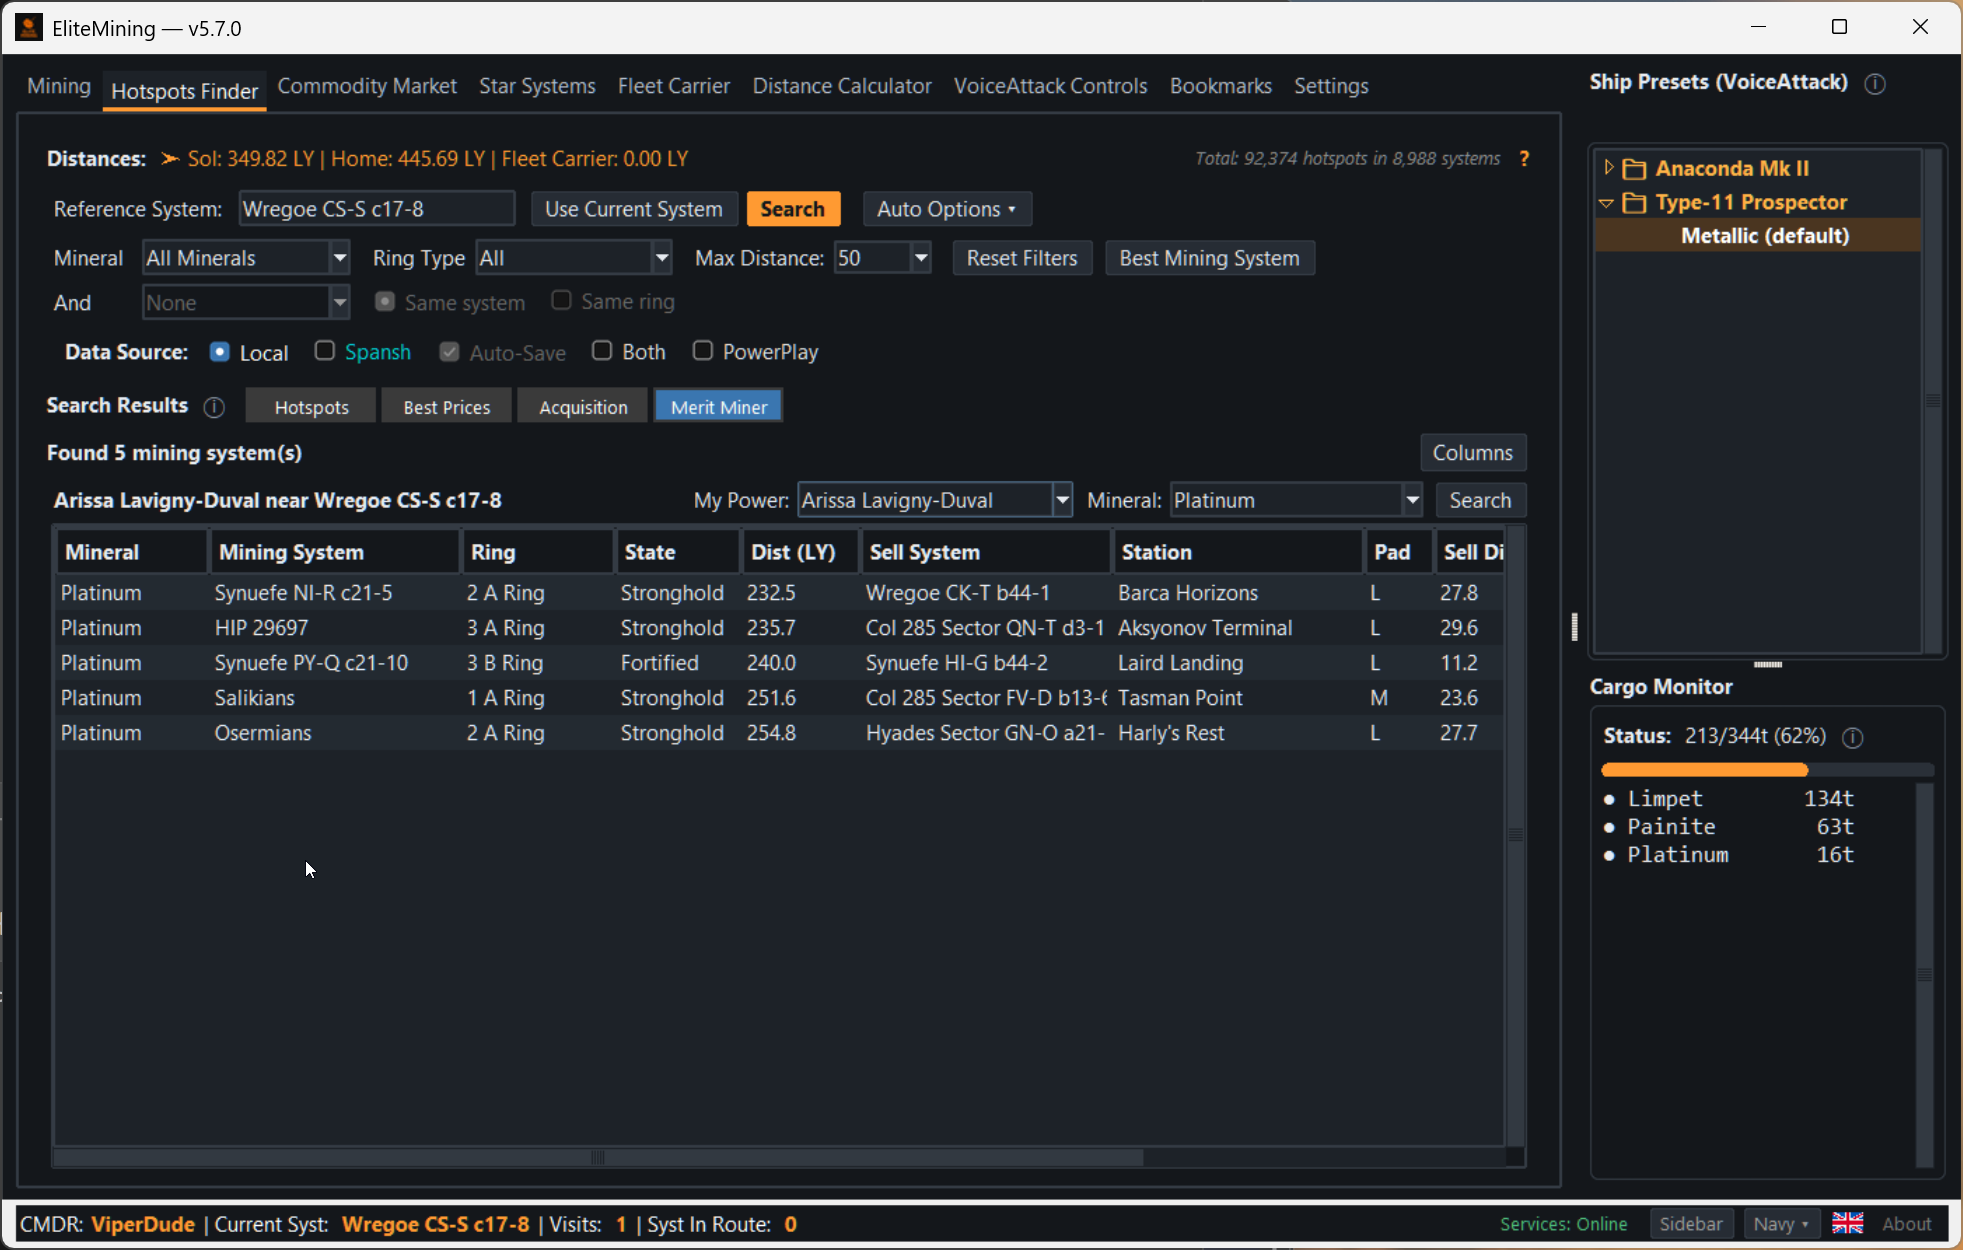 EliteMining — v5.7.0
Mining Hotspots Finder Commodity Market Star Systems Fleet Carrier Distance Calculator VoiceAttack Controls Bookmarks Settings
Ship Presets (VoiceAttack)
Distances: Sol: 349.82 LY | Home: 445.69 LY | Fleet Carrier: 0.00 LY Total: 92,374 hotspots in 8,988 systems ?
Anaconda Mk II
Type-11 Prospector
Metallic (default)
Reference System: Wregoe CS-S c17-8 Use Current System Search Auto Options
Mineral All Minerals Ring Type All Max Distance: 50 Reset Filters Best Mining System
And None Same system Same ring
Data Source: Local Spansh Auto-Save Both PowerPlay
Search Results Hotspots Best Prices Acquisition Merit Miner
Found 5 mining system(s) Columns
Arissa Lavigny-Duval near Wregoe CS-S c17-8 My Power: Arissa Lavigny-Duval Mineral: Platinum Search
Mineral Mining System Ring State Dist (LY) Sell System Station Pad Sell Di
Platinum Synuefe NI-R c21-5 2 A Ring Stronghold 232.5 Wregoe CK-T b44-1 Barca Horizons L 27.8
Platinum HIP 29697 3 A Ring Stronghold 235.7 Col 285 Sector QN-T d3-1 Aksyonov Terminal L 29.6
Platinum Synuefe PY-Q c21-10 3 B Ring Fortified 240.0 Synuefe HI-G b44-2 Laird Landing L 11.2
Platinum Salikians 1 A Ring Stronghold 251.6 Col 285 Sector FV-D b13-6 Tasman Point M 23.6
Platinum Osermians 2 A Ring Stronghold 254.8 Hyades Sector GN-O a21- Harly's Rest L 27.7
Cargo Monitor
Status: 213/344t (62%)
Limpet 134t
Painite 63t
Platinum 16t
CMDR: ViperDude | Current Syst: Wregoe CS-S c17-8 | Visits: 1 | Syst In Route: 0
Services: Online Sidebar Navy About